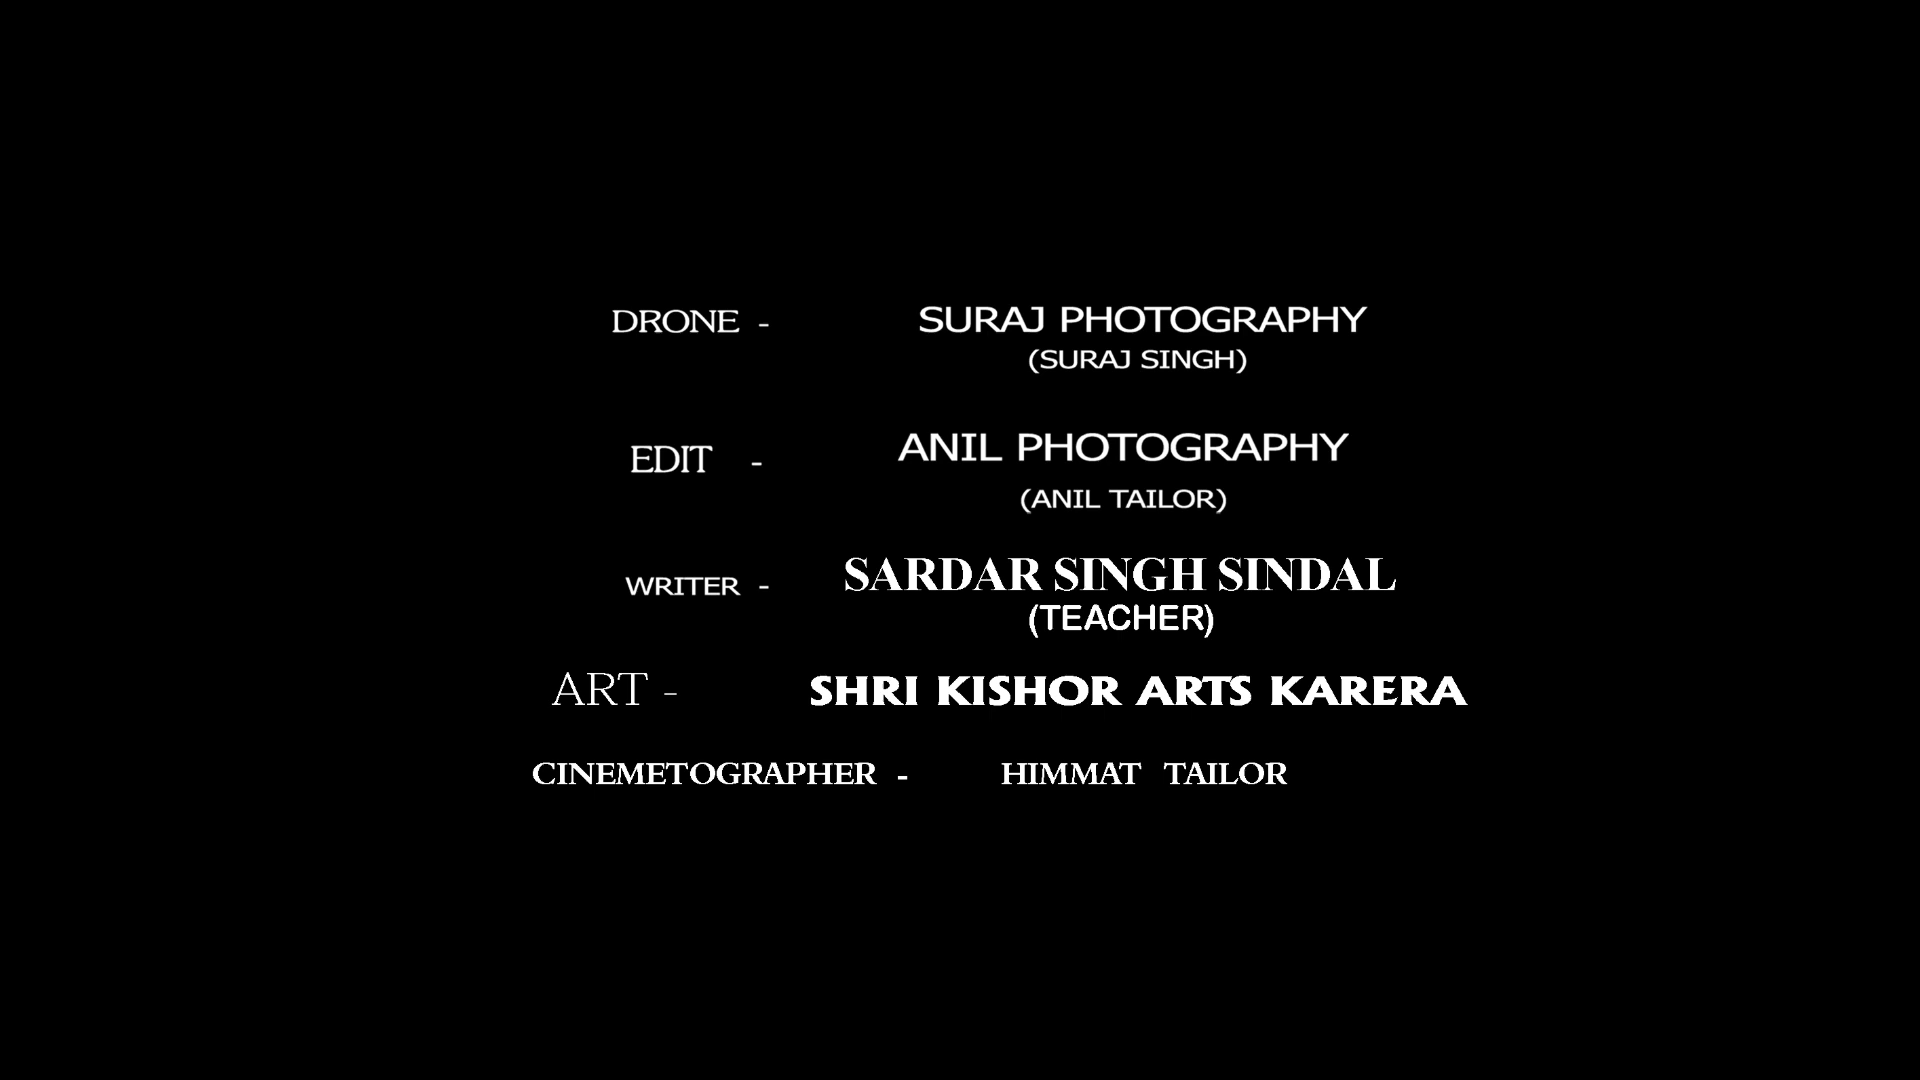 DRONE - SURAJ PHOTOGRAPHY
(SURAJ SINGH)
EDIT - ANIL PHOTOGRAPHY
(ANIL TAILOR)
WRITER - SARDAR SINGH SINDAL
(TEACHER)
ART - SHRI KISHOR ARTS KARERA
CINEMETOGRAPHER - HIMMAT TAILOR